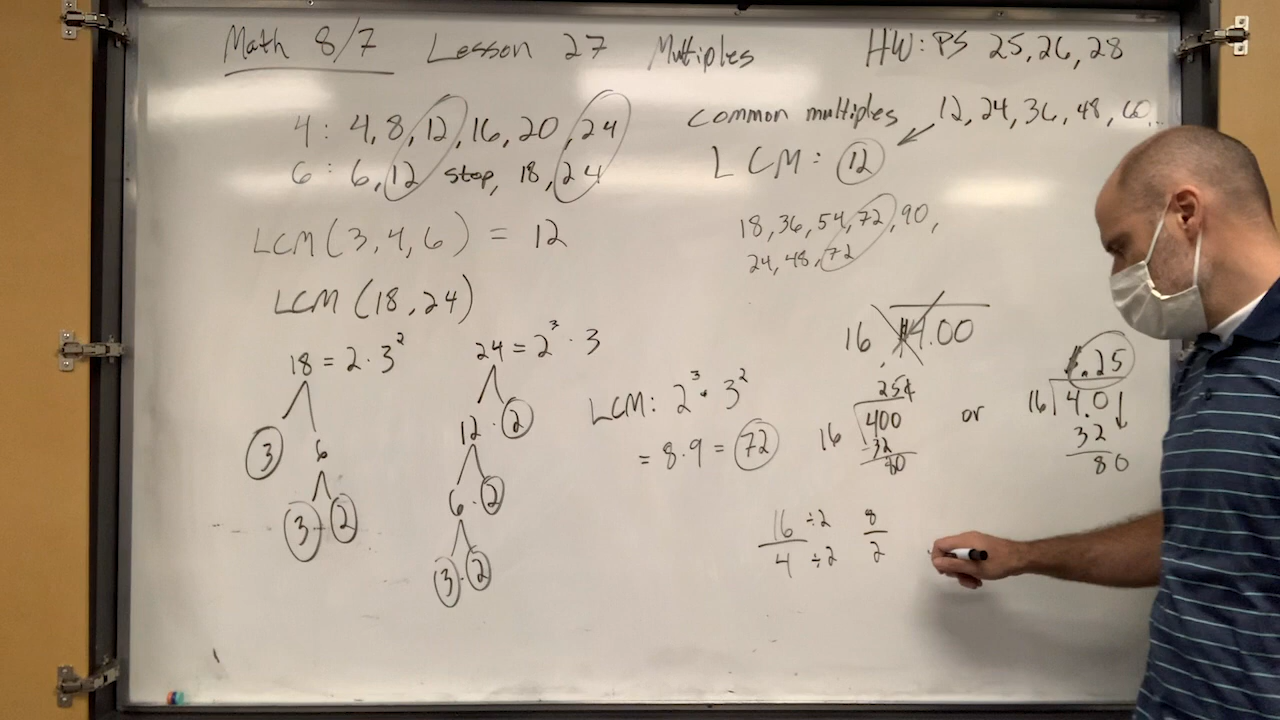 Math 8/7 Lesson 27 Multiples HW: PS 25, 26, 28
4: 4, 8, 12, 16, 20, 24
6: 6, 12 stop, 18, 24
common multiples 12, 24, 36, 48, 60, ...
LCM: 12
LCM(3, 4, 6) = 12
18, 36, 54, 72, 90,
24, 48, 72
LCM(18, 24)
18 = 2 · 3²
3 6
3 · 2
24 = 2³ · 3
12 · 2
6 · 2
3 · 2
LCM: 2³ · 3²
= 8 · 9 = 72
16 4.00
25¢
16 400
-32
80
or
.25
16 4.0
32
80
16 ÷2 8
4 ÷2 2